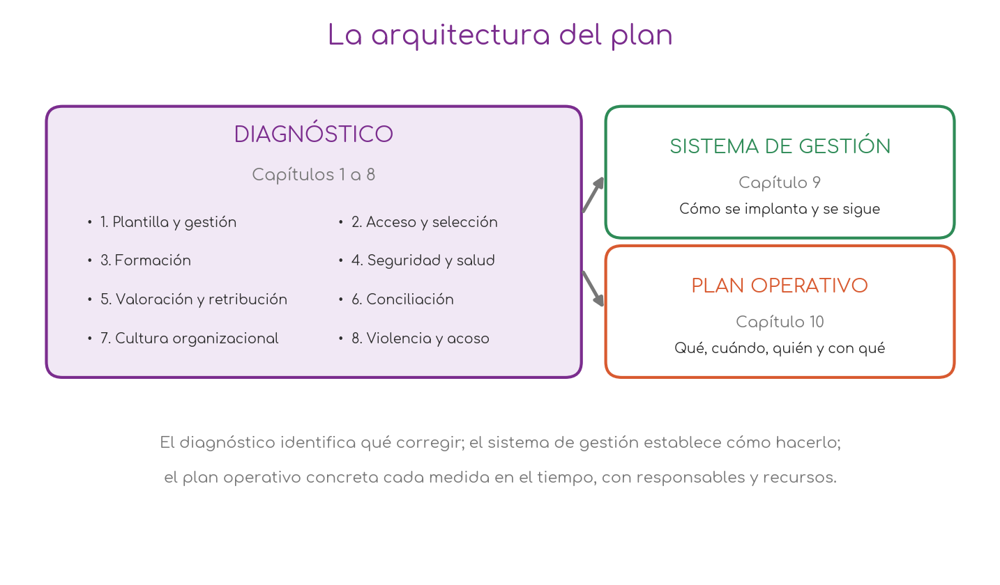 La arquitectura del plan
DIAGNÓSTICO
Capítulos 1 a 8
• 1. Plantilla y gestión
• 2. Acceso y selección
• 3. Formación
• 4. Seguridad y salud
• 5. Valoración y retribución
• 6. Conciliación
• 7. Cultura organizacional
• 8. Violencia y acoso
SISTEMA DE GESTIÓN
Capítulo 9
Cómo se implanta y se sigue
PLAN OPERATIVO
Capítulo 10
Qué, cuándo, quién y con qué
El diagnóstico identifica qué corregir; el sistema de gestión establece cómo hacerlo;
el plan operativo concreta cada medida en el tiempo, con responsables y recursos.